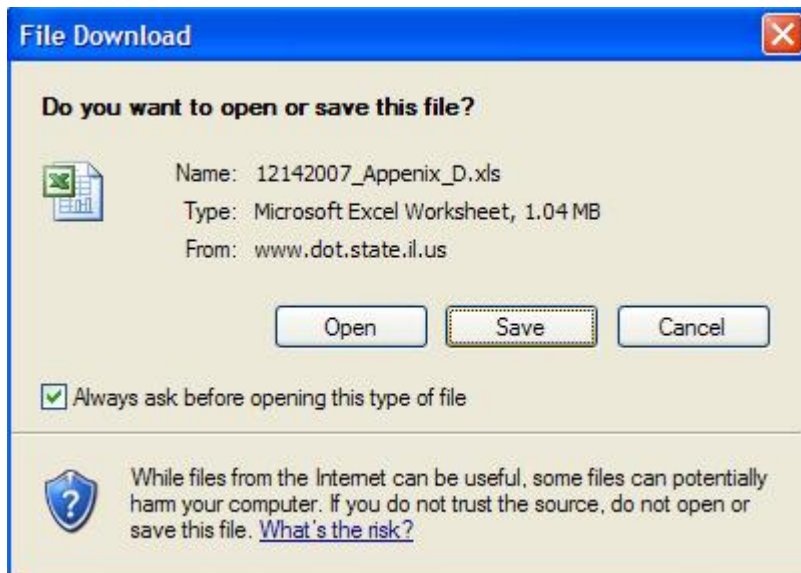 File Download
Do you want to open or save this file?
Name: 12142007_Appenix_D.xls
Type: Microsoft Excel Worksheet, 1.04 MB
From: www.dot.state.il.us
Open Save Cancel
Always ask before opening this type of file
While files from the Internet can be useful, some files can potentially
harm your computer. If you do not trust the source, do not open or
save this file. What's the risk?